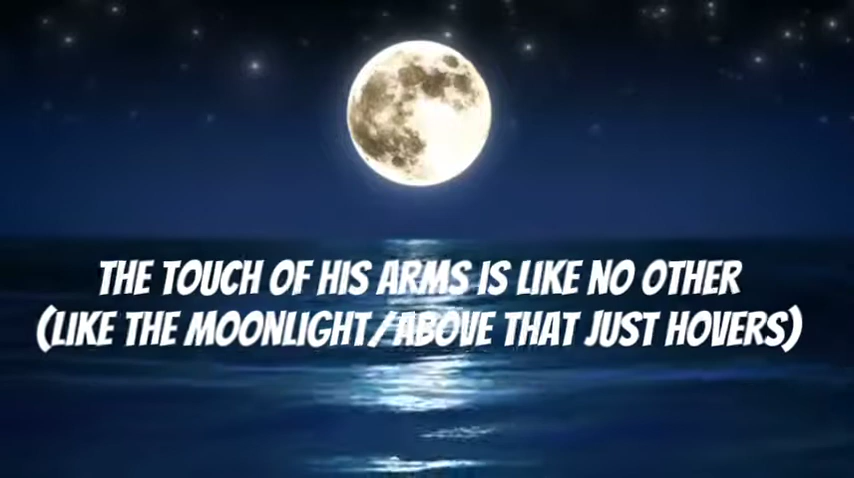 THE TOUCH OF HIS ARMS IS LIKE NO OTHER
(LIKE THE MOONLIGHT/ABOVE THAT JUST HOVERS)